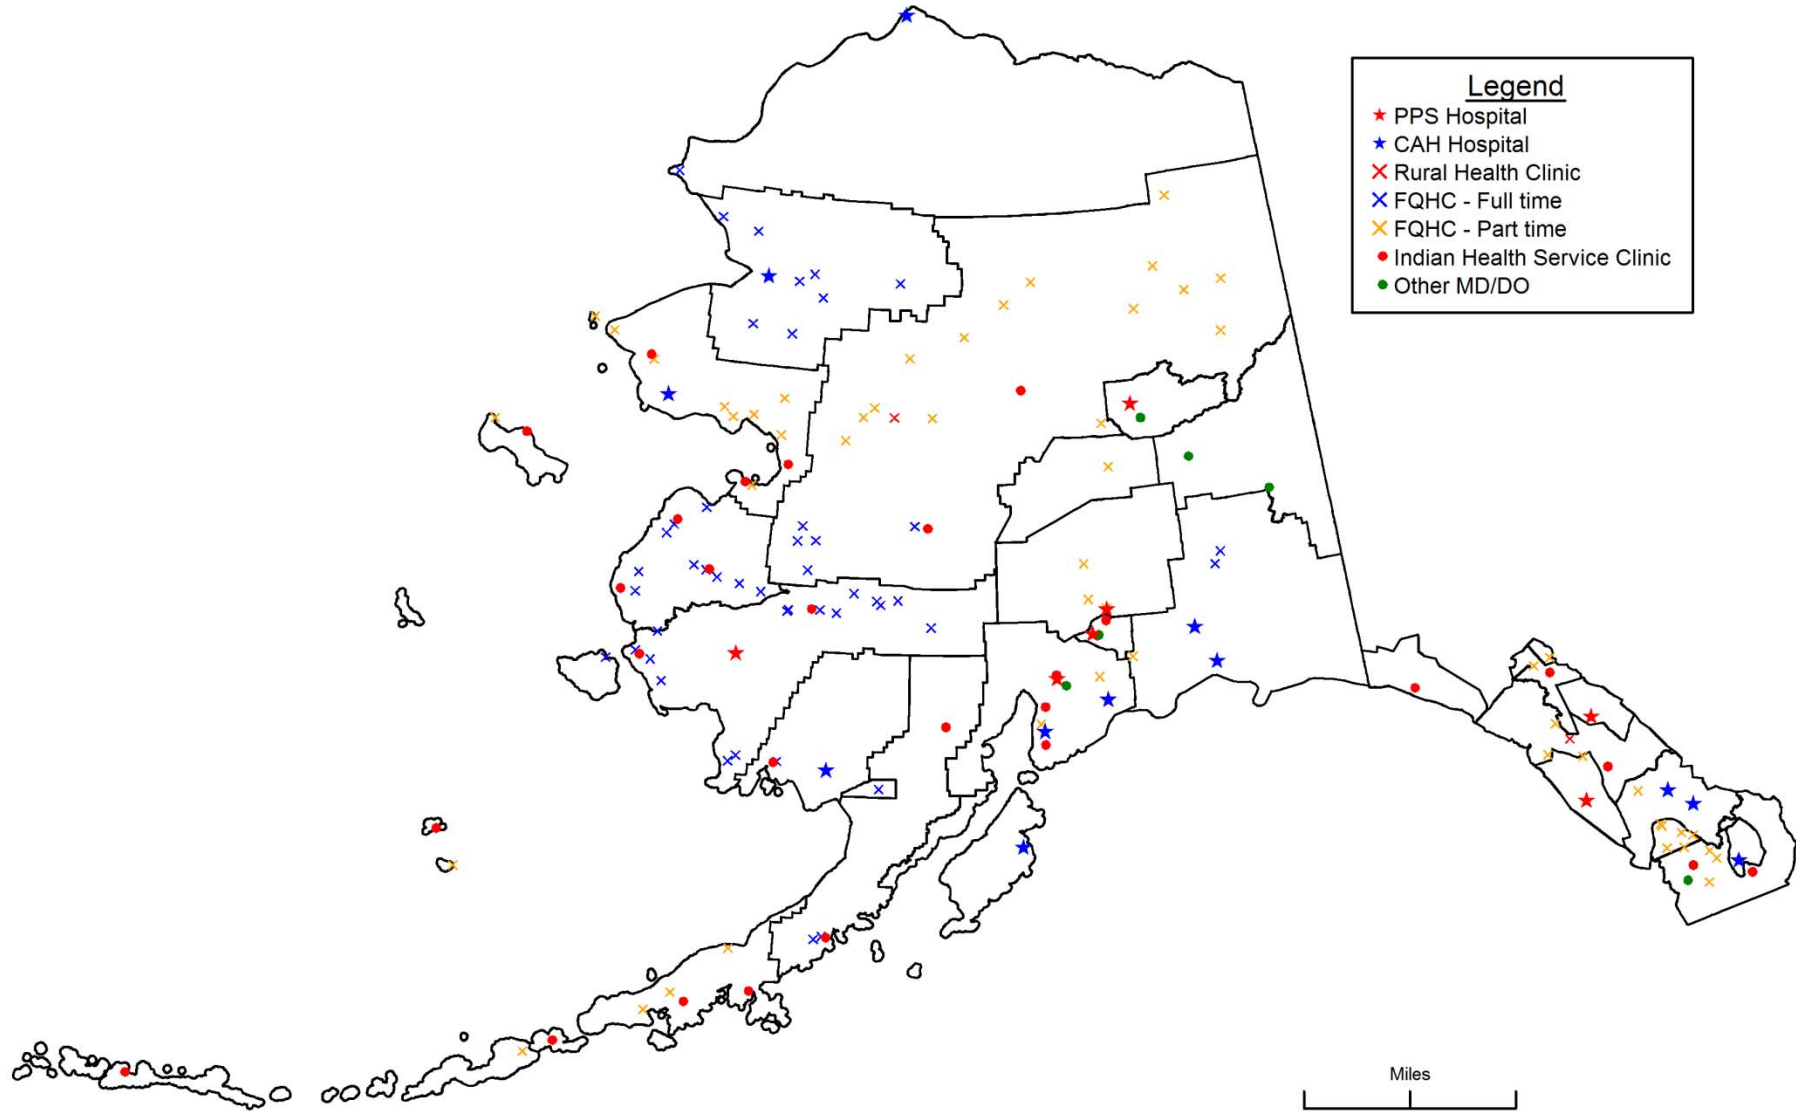 Legend
PPS Hospital
CAH Hospital
Rural Health Clinic
FQHC - Full time
FQHC - Part time
Indian Health Service Clinic
Other MD/DO
Miles